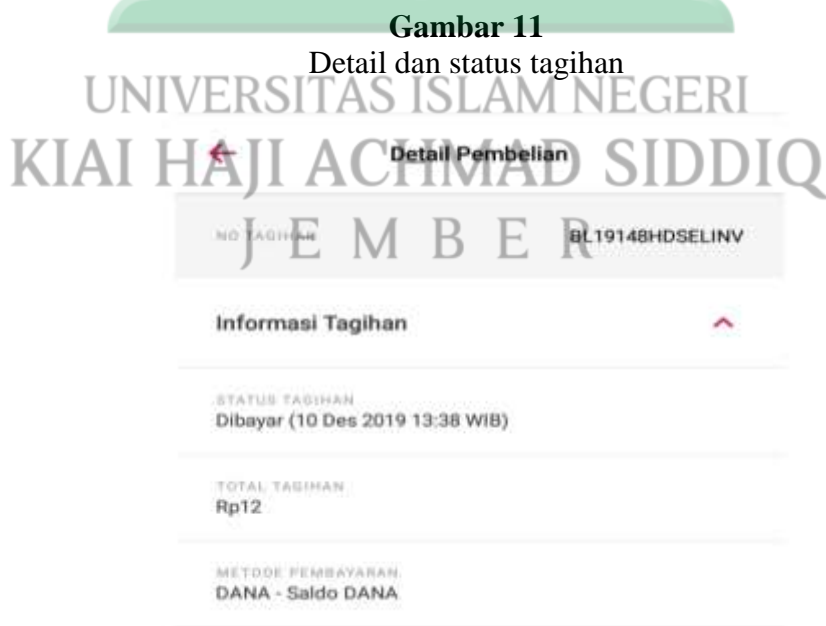 Gambar 11
Detail dan status tagihan
UNIVERSITAS ISLAM NEGERI
KIAI HAJI ACHMAD SIDDIQ
JEMBER
Detail Pembelian
NO TAGIHAN
BL19148HDSELINV
Informasi Tagihan
STATUS TAGIHAN
Dibayar (10 Des 2019 13:38 WIB)
TOTAL TAGIHAN
Rp12
METODE PEMBAYARAN
DANA - Saldo DANA